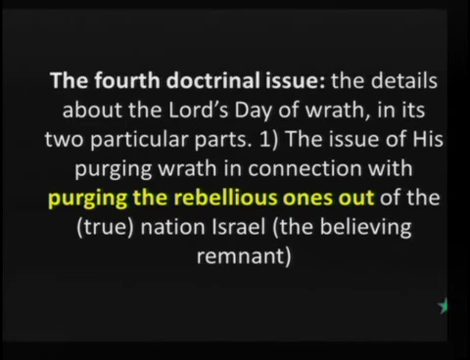 The fourth doctrinal issue: the details
about the Lord's Day of wrath, in its
two particular parts. 1) The issue of His
purging wrath in connection with
purging the rebellious ones out of the
(true) nation Israel (the believing
remnant)